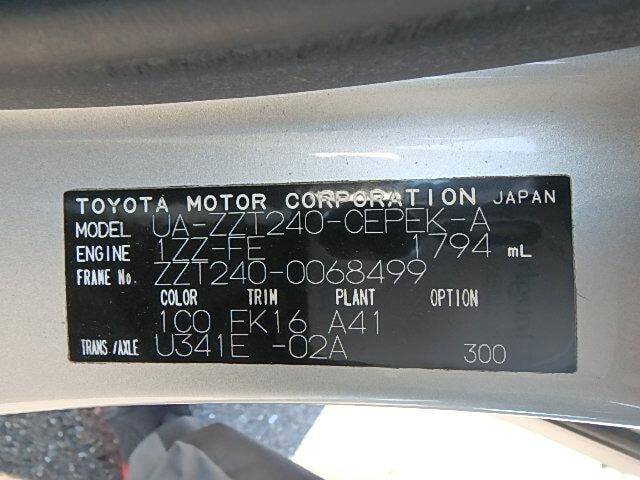 TOYOTA MOTOR CORPORATION JAPAN
MODEL UA-ZZT240-CEPEK-A
ENGINE 1ZZ-FE 1794 mL
FRAME No. ZZT240-0068499
COLOR TRIM PLANT OPTION
1C0 FK16 A41
TRANS./AXLE U341E -02A 300